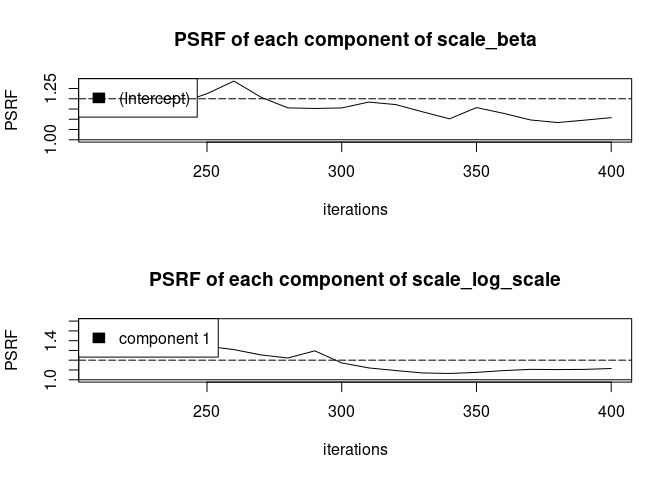 PSRF of each component of scale_beta
PSRF
1.00 1.25
(Intercept)
250 300 350 400
iterations
PSRF of each component of scale_log_scale
PSRF
1.0 1.4
component 1
250 300 350 400
iterations